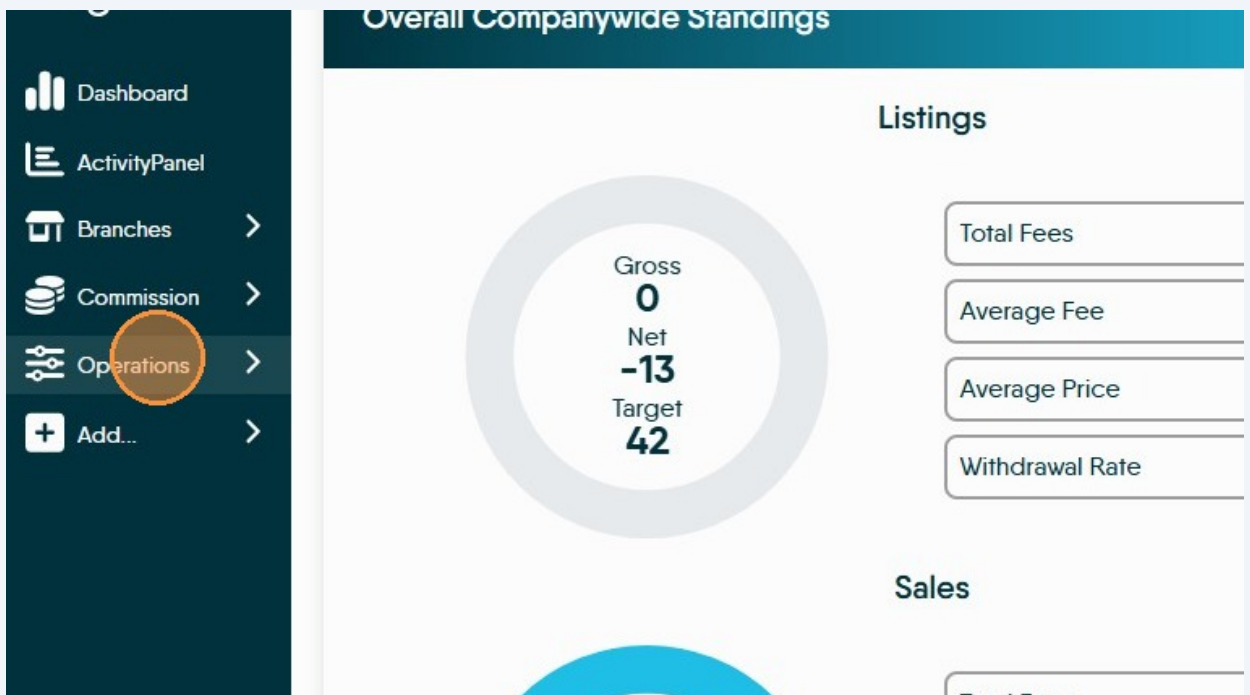 Overall Companywide Standings
Dashboard
ActivityPanel
Branches
Commission
Operations
Add...
Listings
Gross
0
Net
-13
Target
42
Total Fees
Average Fee
Average Price
Withdrawal Rate
Sales